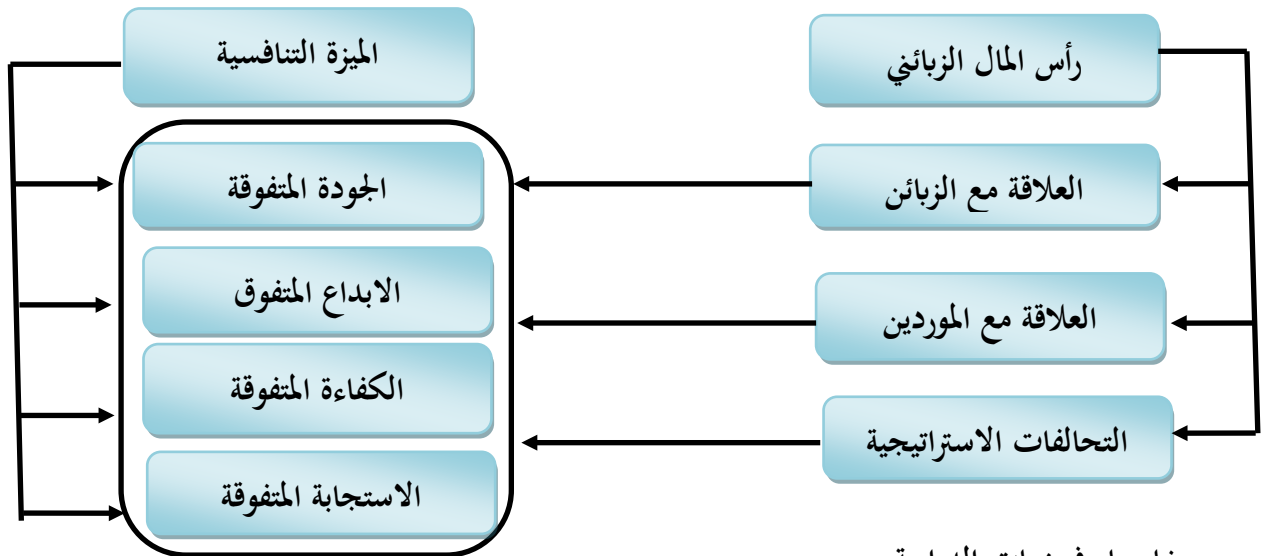 رأس المال الزبائني
الميزة التنافسية
العلاقة مع الزبائن
الجودة المتفوقة
العلاقة مع الموردين
الابداع المتفوق
التحالفات الاستراتيجية
الكفاءة المتفوقة
الاستجابة المتفوقة